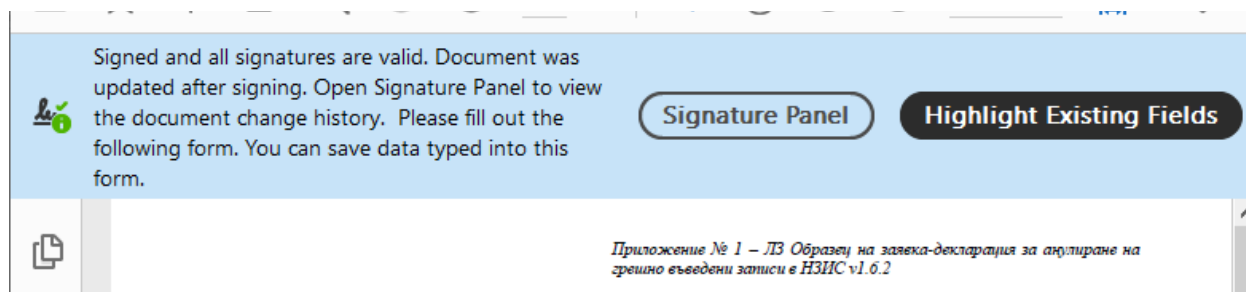 Signed and all signatures are valid. Document was
updated after signing. Open Signature Panel to view
the document change history.  Please fill out the
following form. You can save data typed into this
form.
Signature Panel
Highlight Existing Fields
Приложение № 1 – ЛЗ Образец на заявка-декларация за анулиране на
грешно въведени записи в НЗИС v1.6.2